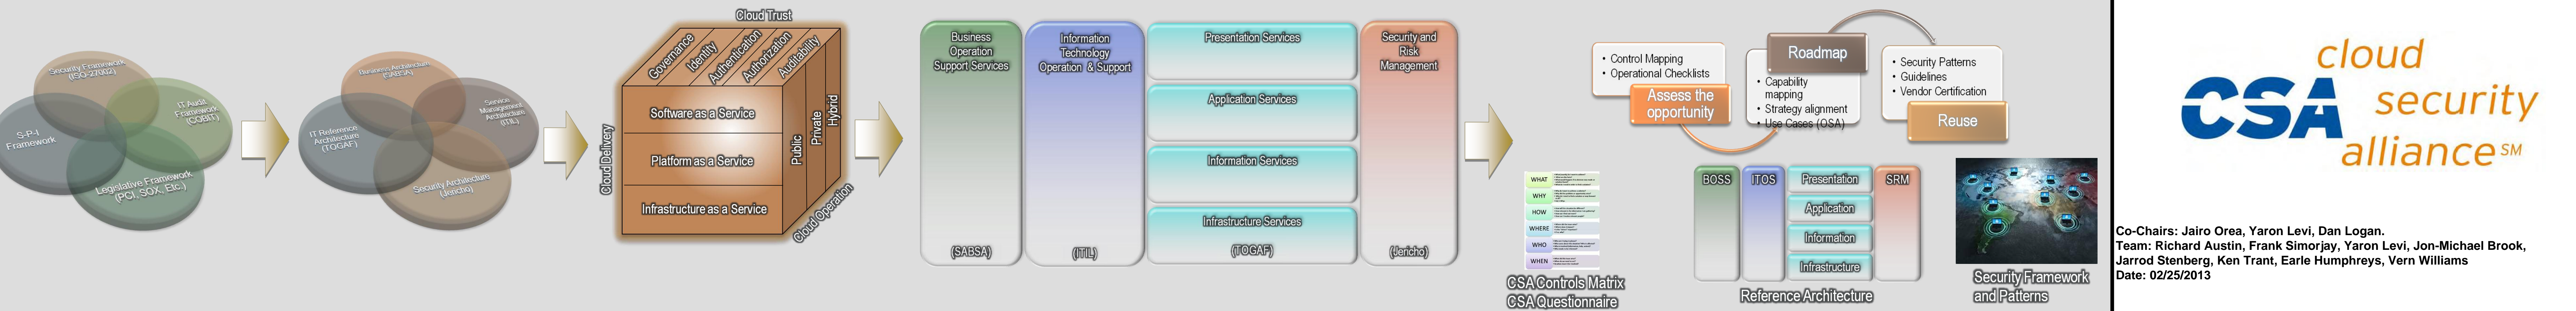 Security Framework
(ISO-27002)
IT Audit
Framework
(COBIT)
S-P-I
Framework
Legislative Framework
(PCI, SOX, Etc.)
Business Architecture
(SABSA)
Service
Management
Architecture
(ITIL)
IT Reference
Architecture
(TOGAF)
Security Architecture
(Jericho)
Cloud Trust
Governance
Identity
Authentication
Authorization
Auditability
Cloud Delivery
Software as a Service
Platform as a Service
Infrastructure as a Service
Public
Private
Hybrid
Cloud Operation
Business
Operation
Support Services
(SABSA)
Information
Technology
Operation & Support
(ITIL)
Presentation Services
Application Services
Information Services
Infrastructure Services
(TOGAF)
Security and
Risk
Management
(Jericho)
• Control Mapping
• Operational Checklists
Assess the
opportunity
Roadmap
• Capability
mapping
• Strategy alignment
• Use Cases (OSA)
• Security Patterns
• Guidelines
• Vendor Certification
Reuse
WHAT
WHY
HOW
WHERE
WHO
WHEN
CSA Controls Matrix
CSA Questionnaire
BOSS
ITOS
Presentation
Application
Information
Infrastructure
SRM
Reference Architecture
Security Framework
and Patterns
cloud
CSA security
alliance SM
Co-Chairs: Jairo Orea, Yaron Levi, Dan Logan.
Team: Richard Austin, Frank Simorjay, Yaron Levi, Jon-Michael Brook,
Jarrod Stenberg, Ken Trant, Earle Humphreys, Vern Williams
Date: 02/25/2013